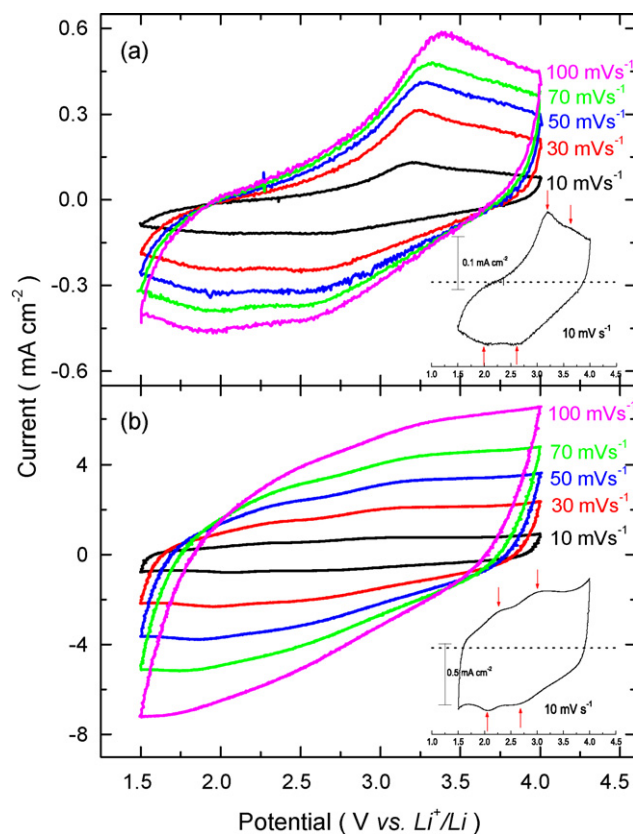 0.6
0.3
0.0
-0.3
-0.6
(a)
100 mVs-1
70 mVs-1
50 mVs-1
30 mVs-1
10 mVs-1
0.1 mA cm-2
10 mV s-1
1.0 1.5 2.0 2.5 3.0 3.5 4.0
Current ( mA cm-2 )
4
0
-4
-8
(b)
100 mVs-1
70 mVs-1
50 mVs-1
30 mVs-1
10 mVs-1
0.5 mA cm-2
10 mV s-1
1.0 1.5 2.0 2.5 3.0 3.5 4.0
1.5 2.0 2.5 3.0 3.5 4.0 4.5
Potential ( V vs. Li+/Li )